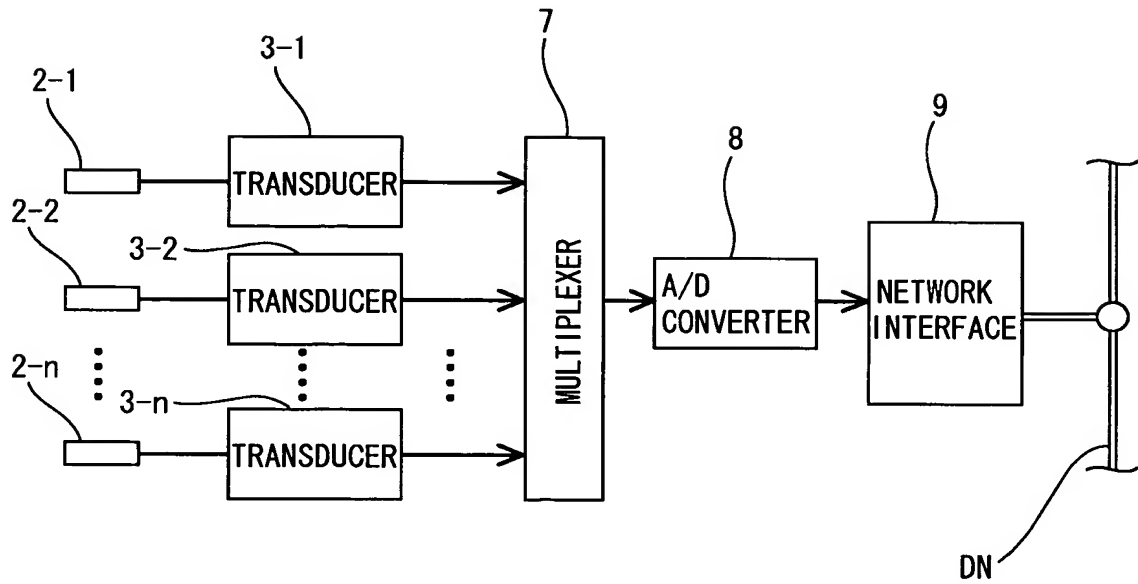 7
3-1
2-1
9
8
TRANSDUCER
2-2
3-2
MULTIPLEXER
A/D
CONVERTER
NETWORK
INTERFACE
TRANSDUCER
2-n
3-n
TRANSDUCER
DN